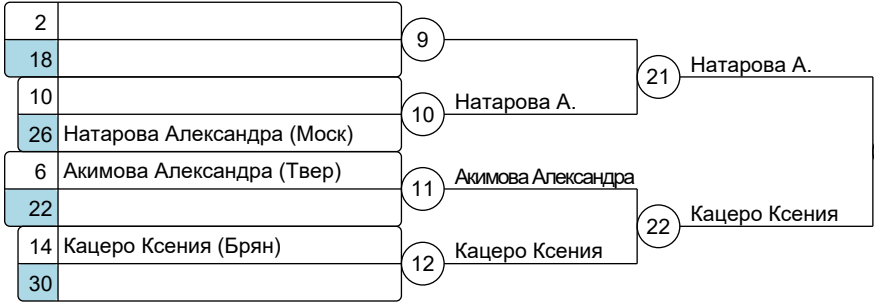 2
18
9
10
26 Натарова Александра (Моск)
10
Натарова А.
21
Натарова А.
6 Акимова Александра (Твер)
22
11
Акимова Александра
14 Кацеро Ксения (Брян)
30
12
Кацеро Ксения
22
Кацеро Ксения